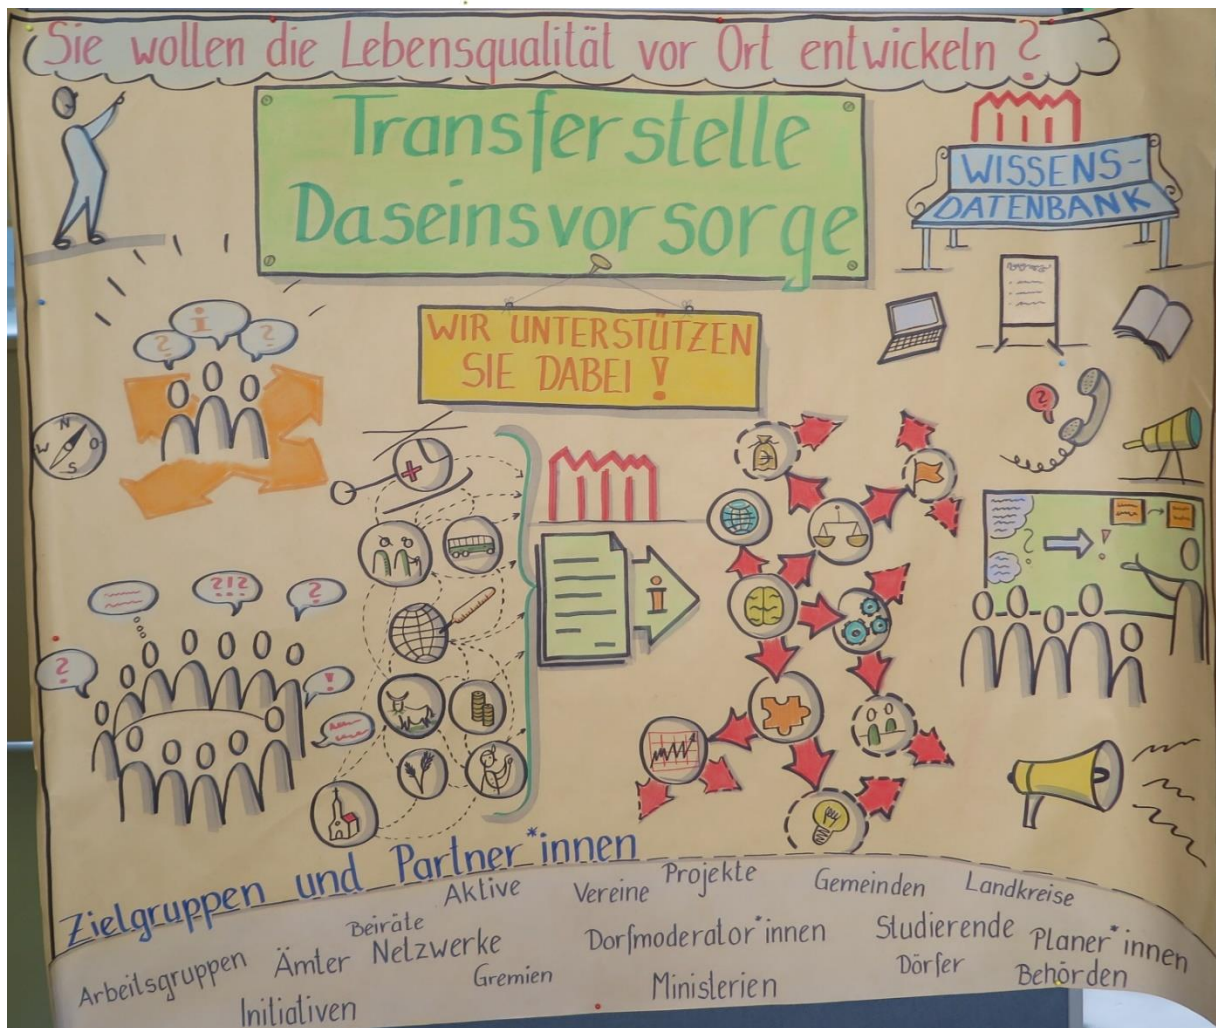 Sie wollen die Lebensqualität vor Ort entwickeln ?
Transferstelle
Daseinsvorsorge
WISSENS-
DATENBANK
WIR UNTERSTÜTZEN
SIE DABEI !
? i ?
N
W O
S
?
?!?
?
?
!
i
?
?
!
Zielgruppen und Partner*innen
Aktive
Vereine
Projekte
Gemeinden
Landkreise
Beiräte
Arbeitsgruppen
Ämter
Netzwerke
Gremien
Dorfmoderator*innen
Studierende
Planer*innen
Dörfer
Behörden
Initiativen
Ministerien